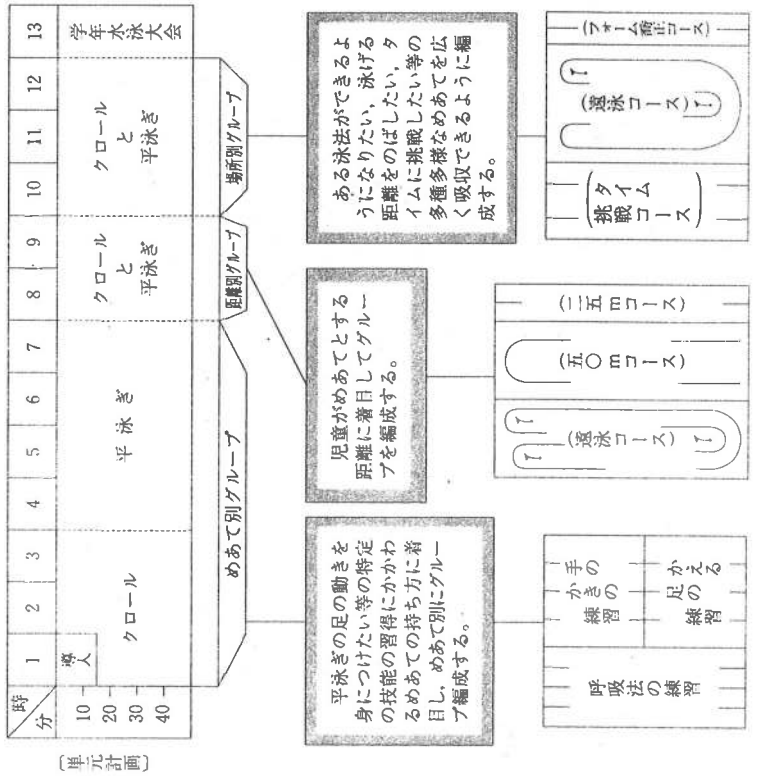 〔単元計画〕
時
分
1
2
3
4
5
6
7
8
9
10
11
12
13
10
20
30
40
導入
クロール
平泳ぎ
クロール
と
平泳ぎ
クロール
と
平泳ぎ
学年水泳大会
めあて別グループ
距離別グループ
場所別グループ
平泳ぎの足の動きを
身につけたい等の特定
の技能の習得にかかわ
るめあての持ち方に着
目し，めあて別にグルー
プ編成する。
児童がめあてとする
距離に着目してグルー
プを編成する。
ある泳法ができるよ
うになりたい，泳げる
距離をのばしたい，タ
イムに挑戦したい等の
多種多様なめあてを広
く吸収できるように編
成する。
呼吸法の練習
手の
かきの
練習
かえる
足の
練習
(遠泳コース)
(五〇mコース)
(二五mコース)
(タイム
挑戦コース)
(遠泳コース)
(フォーム矯正コース)